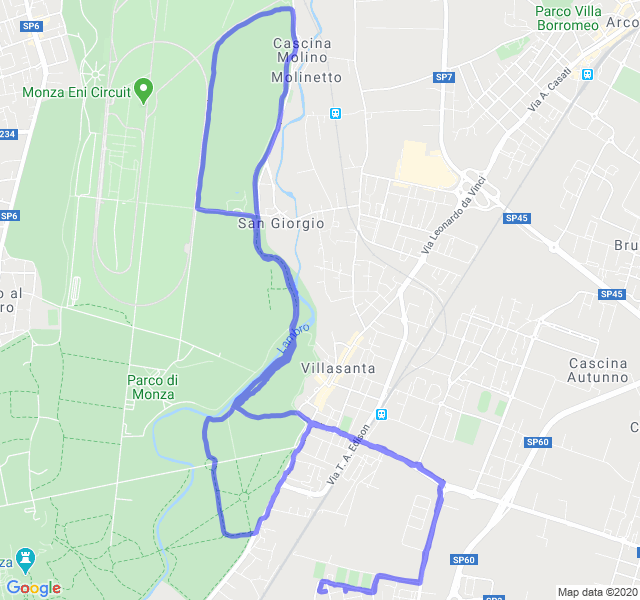 SP6
Parco Villa
Borromeo
Arco
Cascina
Molino
Molinetto
SP7
Monza Eni Circuit
Via A. Casati
234
SP6
San Giorgio
Via Leonardo da Vinci
SP45
Bru
o al
ro
SP45
Lambro
Villasanta
Cascina
Autunno
Parco di
Monza
C
Via T. A. Edison
SP60
za
SP60
Google
Map data ©2020